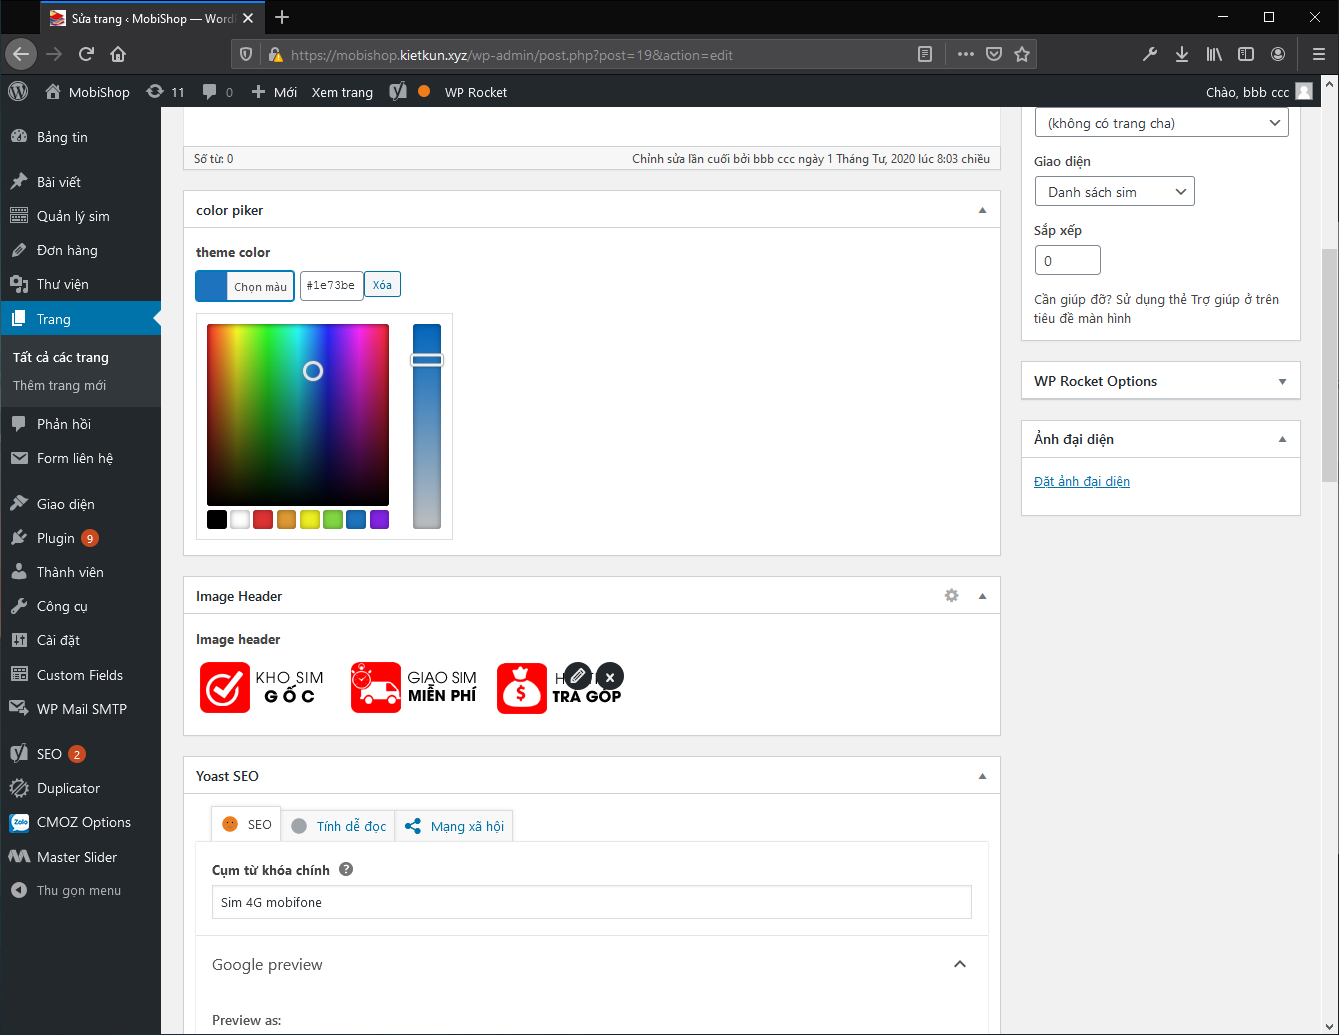 Sửa trang ‹ MobiShop — Word
https://mobishop.kietkun.xyz/wp-admin/post.php?post=19&action=edit
MobiShop
11
0
Mới
Xem trang
WP Rocket
Chào, bbb ccc
Bảng tin
Bài viết
Quản lý sim
Đơn hàng
Thư viện
Trang
Tất cả các trang
Thêm trang mới
Phản hồi
Form liên hệ
Giao diện
Plugin 9
Thành viên
Công cụ
Cài đặt
Custom Fields
WP Mail SMTP
SEO 2
Duplicator
Zalo
CMOZ Options
Master Slider
Thu gọn menu
Số từ: 0
Chỉnh sửa lần cuối bởi bbb ccc ngày 1 Tháng Tư, 2020 lúc 8:03 chiều
color piker
theme color
Chọn màu
#1e73be
Xóa
Image Header
Image header
KHO SIM
GỐC
GIAO SIM
MIỄN PHÍ
TRẢ GÓP
Yoast SEO
SEO
Tính dễ đọc
Mạng xã hội
Cụm từ khóa chính
Sim 4G mobifone
Google preview
Preview as:
(không có trang cha)
Giao diện
Danh sách sim
Sắp xếp
0
Cần giúp đỡ? Sử dụng thẻ Trợ giúp ở trên
tiêu đề màn hình
WP Rocket Options
Ảnh đại diện
Đặt ảnh đại diện